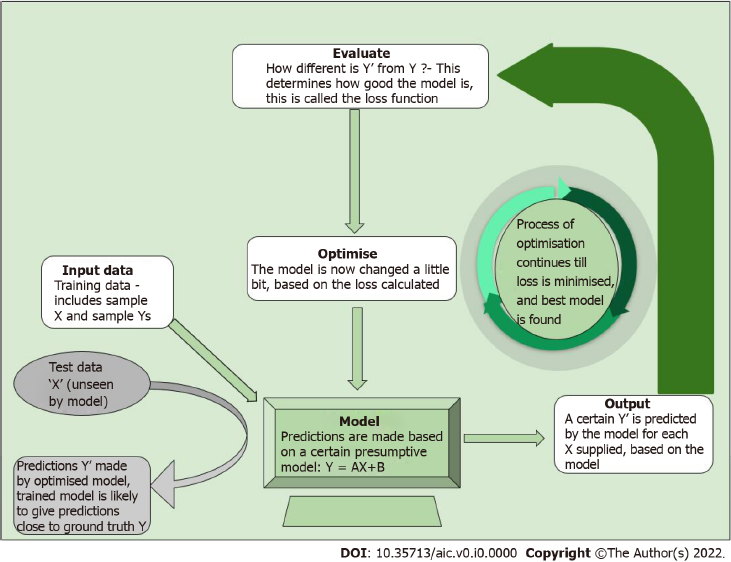 Evaluate
How different is Y’ from Y ?- This
determines how good the model is,
this is called the loss function
Optimise
The model is now changed a little
bit, based on the loss calculated
Process of
optimisation
continues till
loss is minimised,
and best model
is found
Input data
Training data -
includes sample
X and sample Ys
Test data
‘X’ (unseen
by model)
Predictions Y’ made
by optimised model,
trained model is likely
to give predictions
close to ground truth Y
Model
Predictions are made based
on a certain presumptive
model: Y = AX+B
Output
A certain Y’ is predicted
by the model for each
X supplied, based on the
model
DOI: 10.35713/aic.v0.i0.0000 Copyright ©The Author(s) 2022.